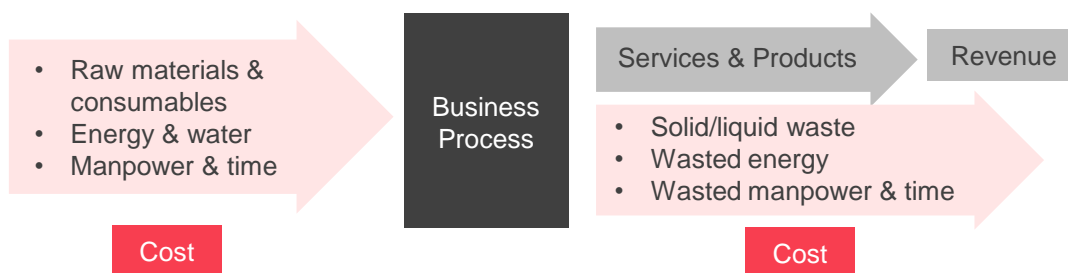 • Raw materials &
consumables
• Energy & water
• Manpower & time
Cost
Business
Process
Services & Products
Revenue
• Solid/liquid waste
• Wasted energy
• Wasted manpower & time
Cost